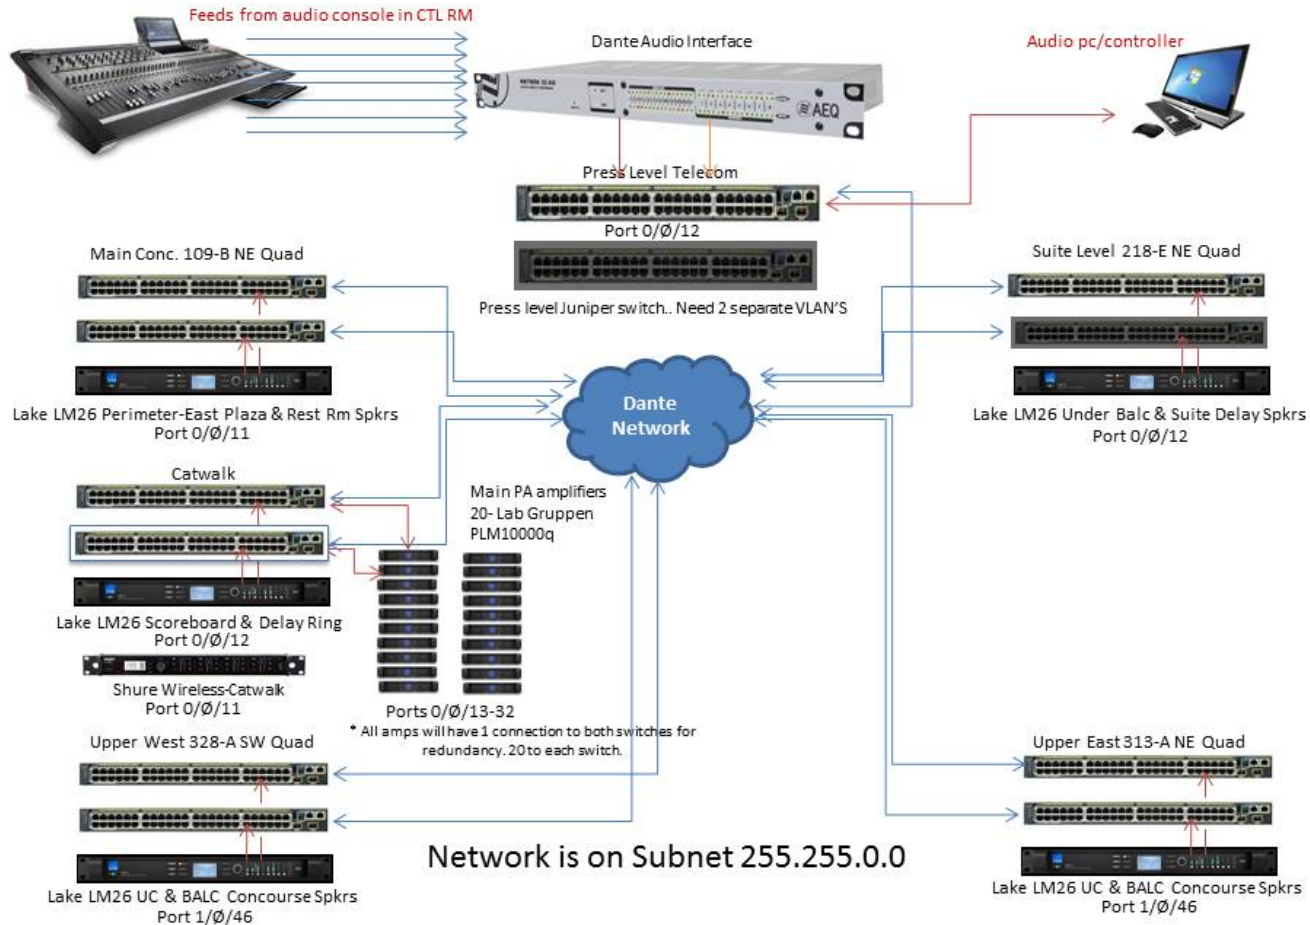 Feeds from audio console in CTL RM
Dante Audio Interface
Audio pc/controller
AEQ
Press Level Telecom
Port 0/Ø/12
Press level Juniper switch.. Need 2 separate VLAN'S
Main Conc. 109-B NE Quad
Lake LM26 Perimeter-East Plaza & Rest Rm Spkrs
Port 0/Ø/11
Suite Level 218-E NE Quad
Lake LM26 Under Balc & Suite Delay Spkrs
Port 0/Ø/12
Dante
Network
Catwalk
Lake LM26 Scoreboard & Delay Ring
Port 0/Ø/12
Shure Wireless-Catwalk
Port 0/Ø/11
Main PA amplifiers
20- Lab Gruppen
PLM10000q
Ports 0/Ø/13-32
* All amps will have 1 connection to both switches for
redundancy. 20 to each switch.
Upper West 328-A SW Quad
Lake LM26 UC & BALC Concourse Spkrs
Port 1/Ø/46
Upper East 313-A NE Quad
Lake LM26 UC & BALC Concourse Spkrs
Port 1/Ø/46
Network is on Subnet 255.255.0.0